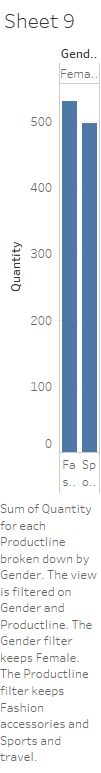 Sheet 9
Gend..
Fema..
Quantity
500
400
300
200
100
0
Fa Sp
s.. o..
Sum of Quantity
for each
Productline
broken down by
Gender. The view
is filtered on
Gender and
Productline. The
Gender filter
keeps Female.
The Productline
filter keeps
Fashion
accessories and
Sports and
travel.